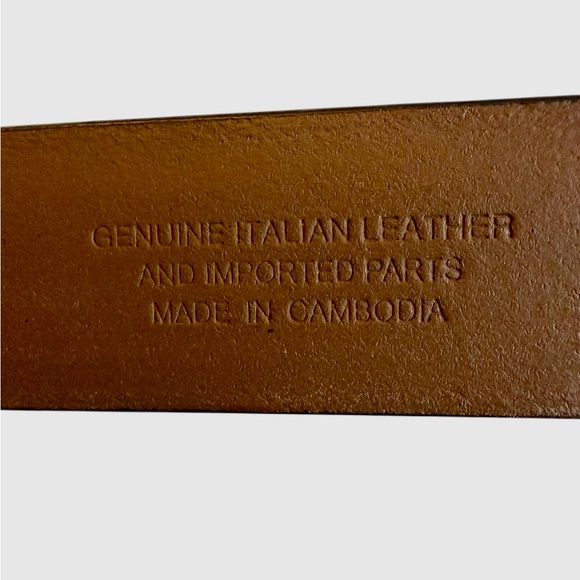 GENUINE ITALIAN LEATHER
AND IMPORTED PARTS
MADE IN CAMBODIA